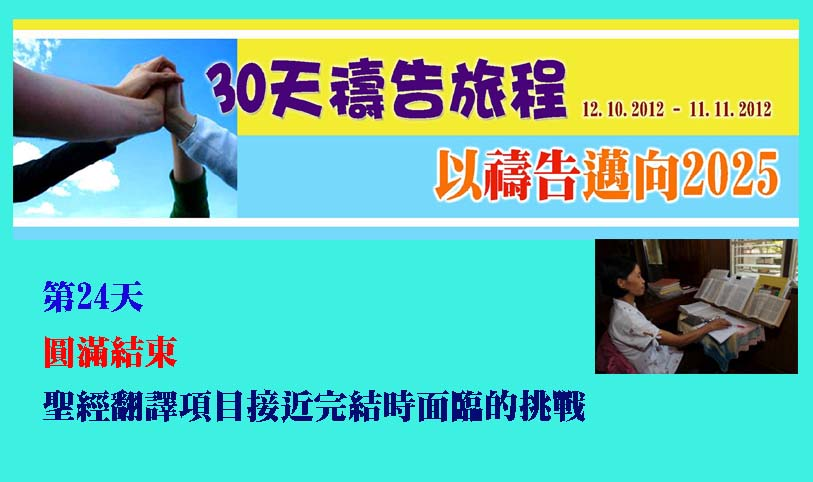 30天禱告旅程 12.10.2012 - 11.11.2012
以禱告邁向2025
第24天
圓滿結束
聖經翻譯項目接近完結時面臨的挑戰